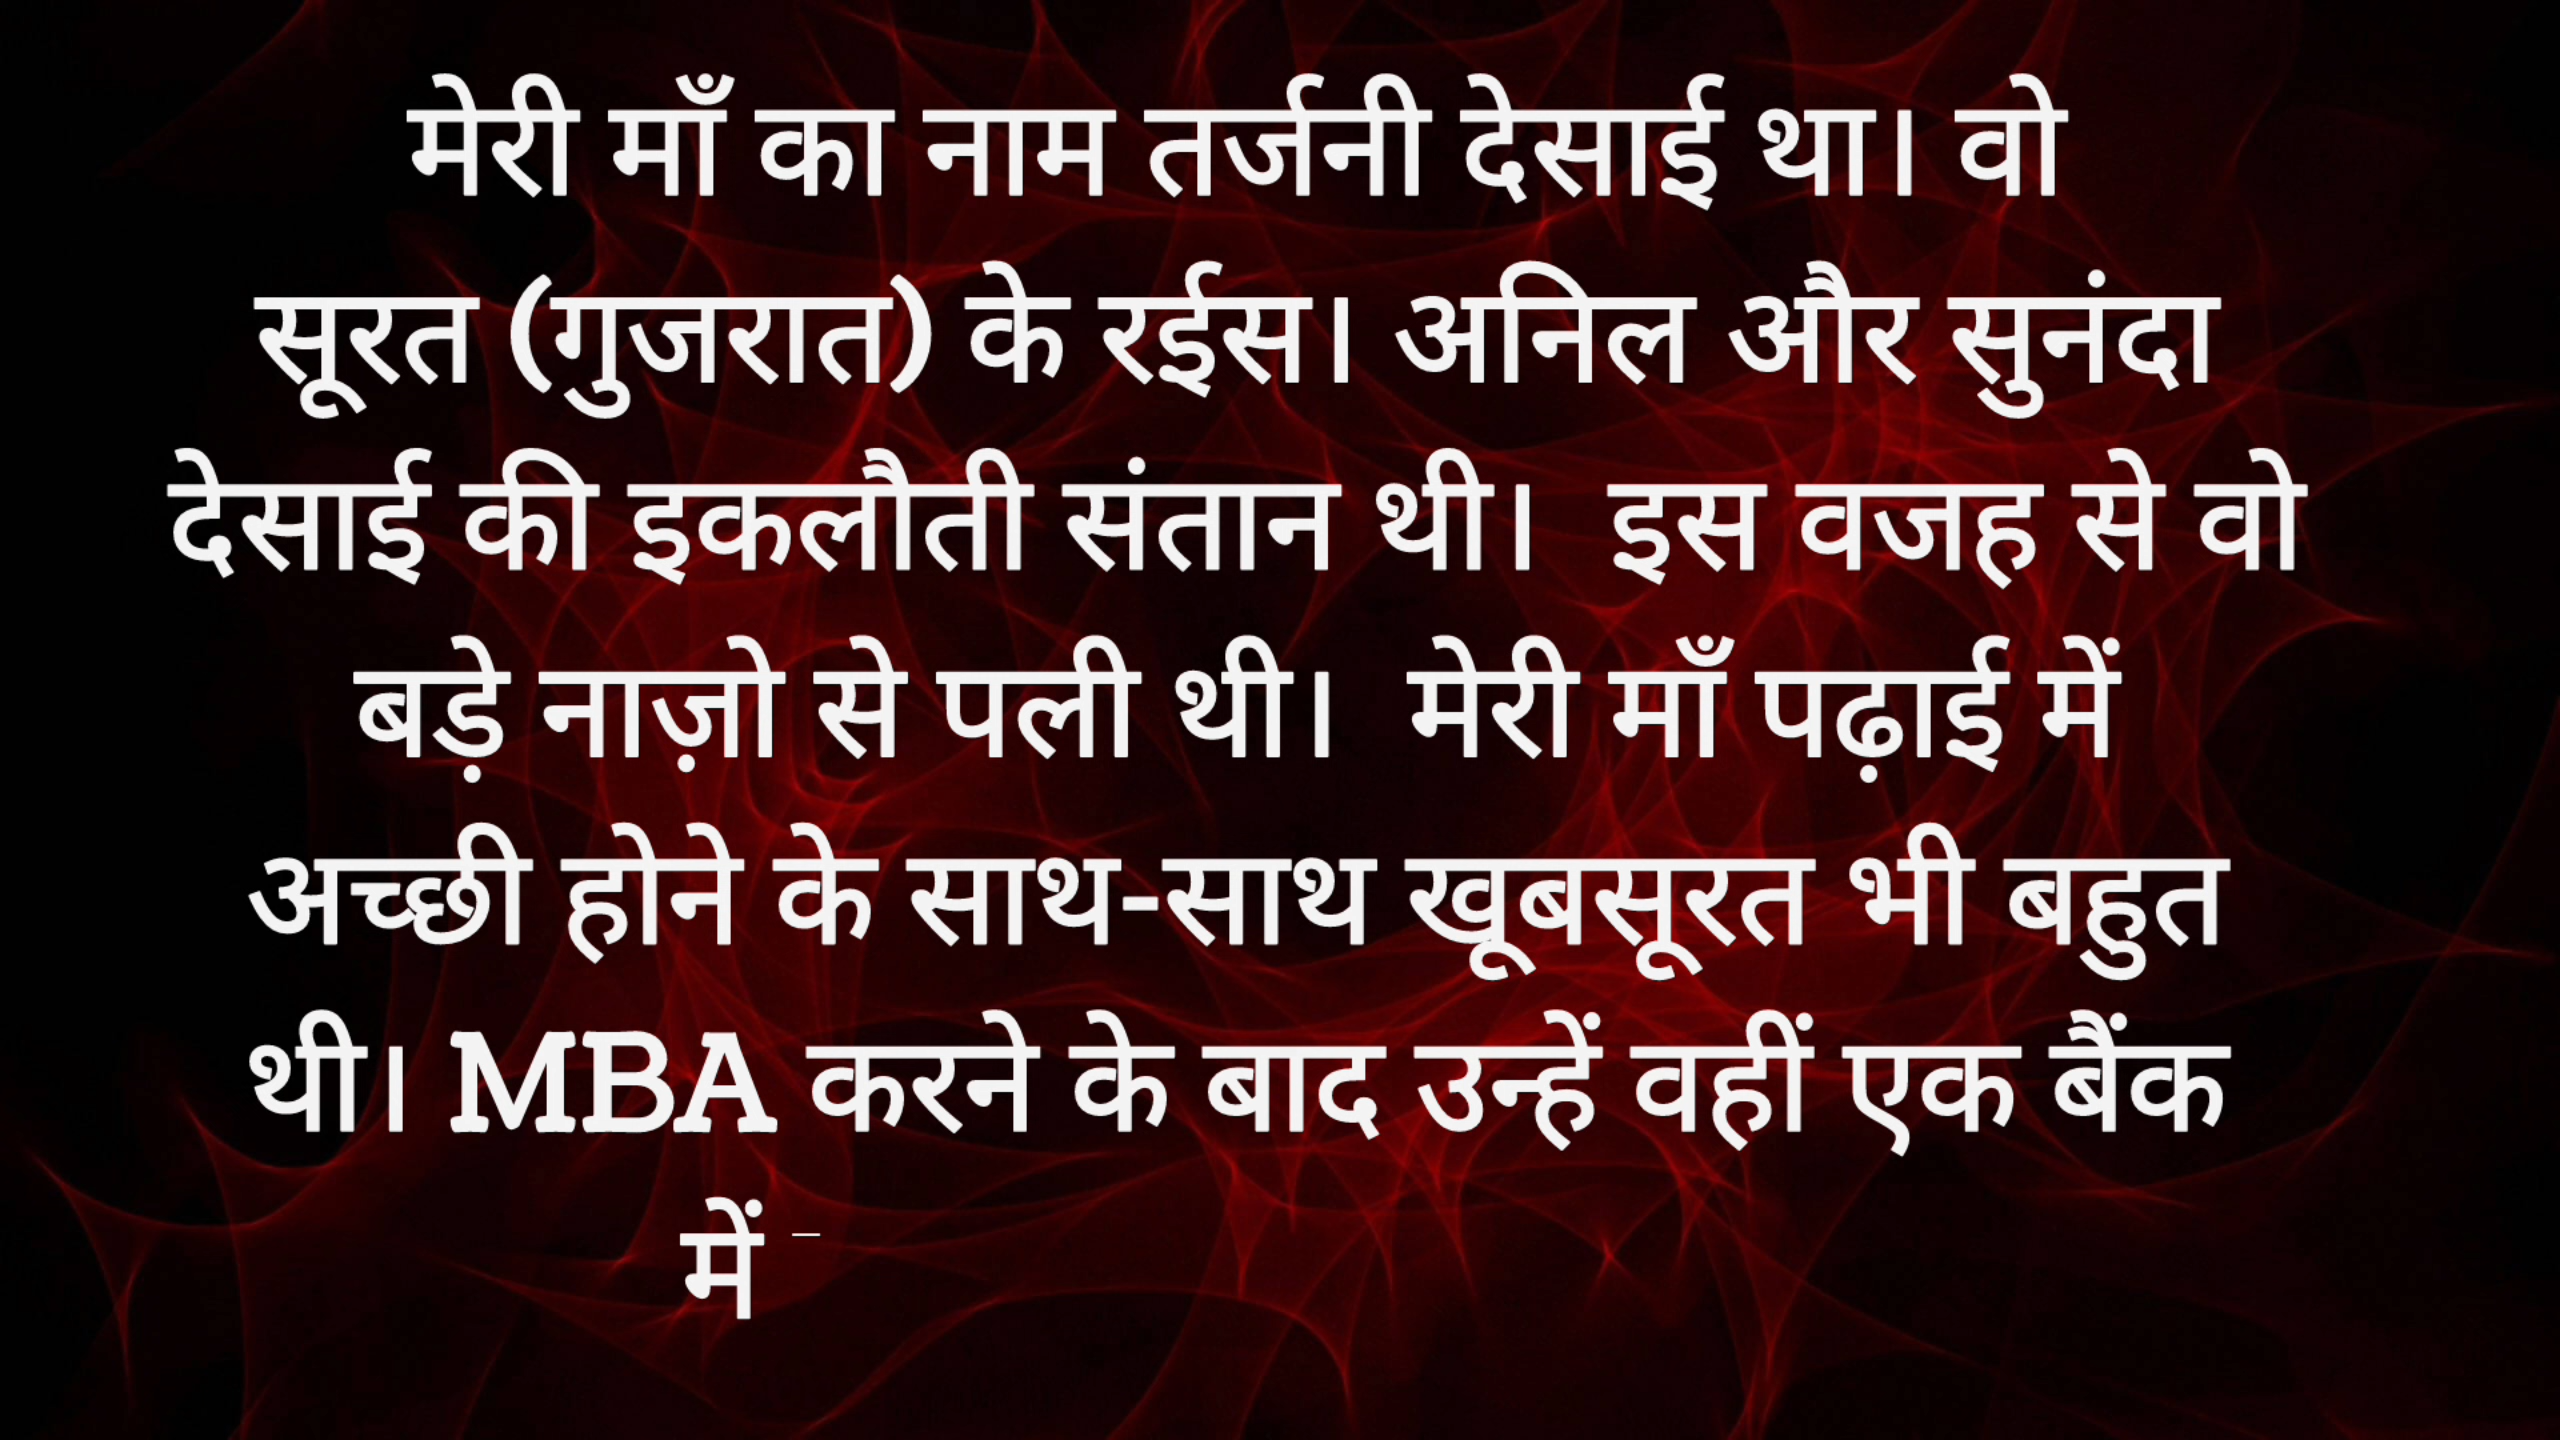 मेरी माँ का नाम तर्जनी देसाई था। वो
सूरत (गुजरात) के रईस। अनिल और सुनंदा
देसाई की इकलौती संतान थी। इस वजह से वो
बड़े नाज़ो से पली थी। मेरी माँ पढ़ाई में
अच्छी होने के साथ-साथ खूबसूरत भी बहुत
थी। MBA करने के बाद उन्हें वहीं एक बैंक
में